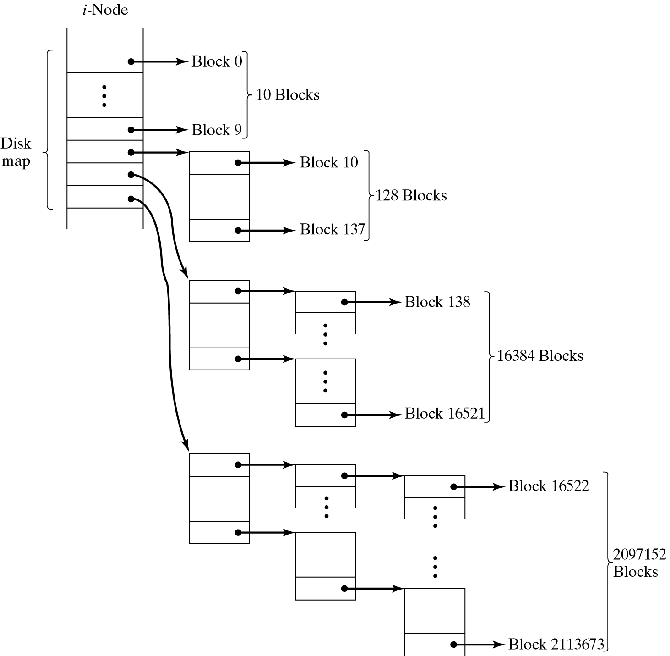 i-Node
Block 0
10 Blocks
Block 9
Disk
map
Block 10
128 Blocks
Block 137
Block 138
16384 Blocks
Block 16521
Block 16522
2097152
Blocks
Block 2113673